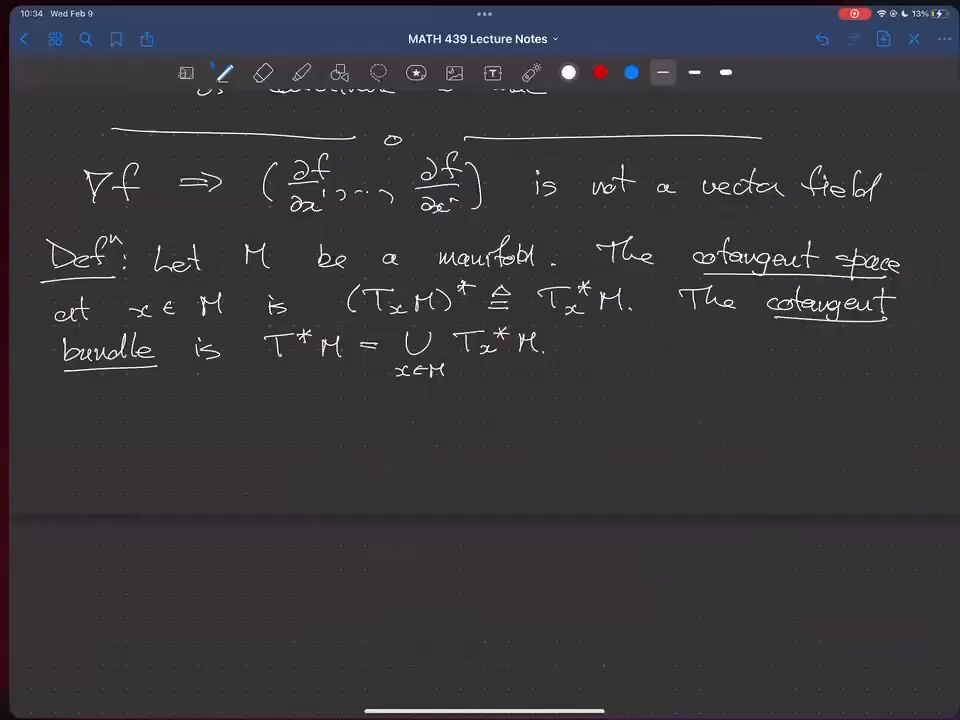 10:34 Wed Feb 9
13%
MATH 439 Lecture Notes
∇f ⇒ (∂f/∂x¹, ..., ∂f/∂xⁿ) is not a vector field
Defⁿ: Let M be a manifold. The cotangent space
at x ∈ M is (TₓM)* ≙ Tₓ*M. The cotangent
bundle is T*M = ∪ Tₓ*M.
x∈M